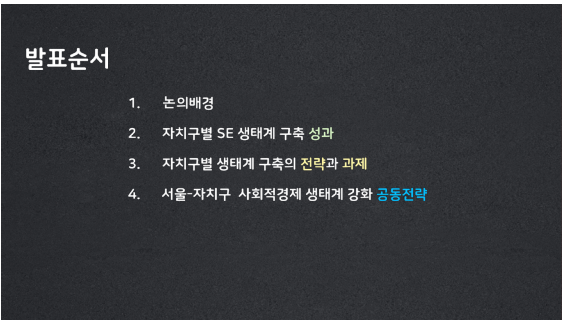 발표순서
1. 논의배경
2. 자치구별 SE 생태계 구축 성과
3. 자치구별 생태계 구축의 전략과 과제
4. 서울-자치구 사회적경제 생태계 강화 공동전략